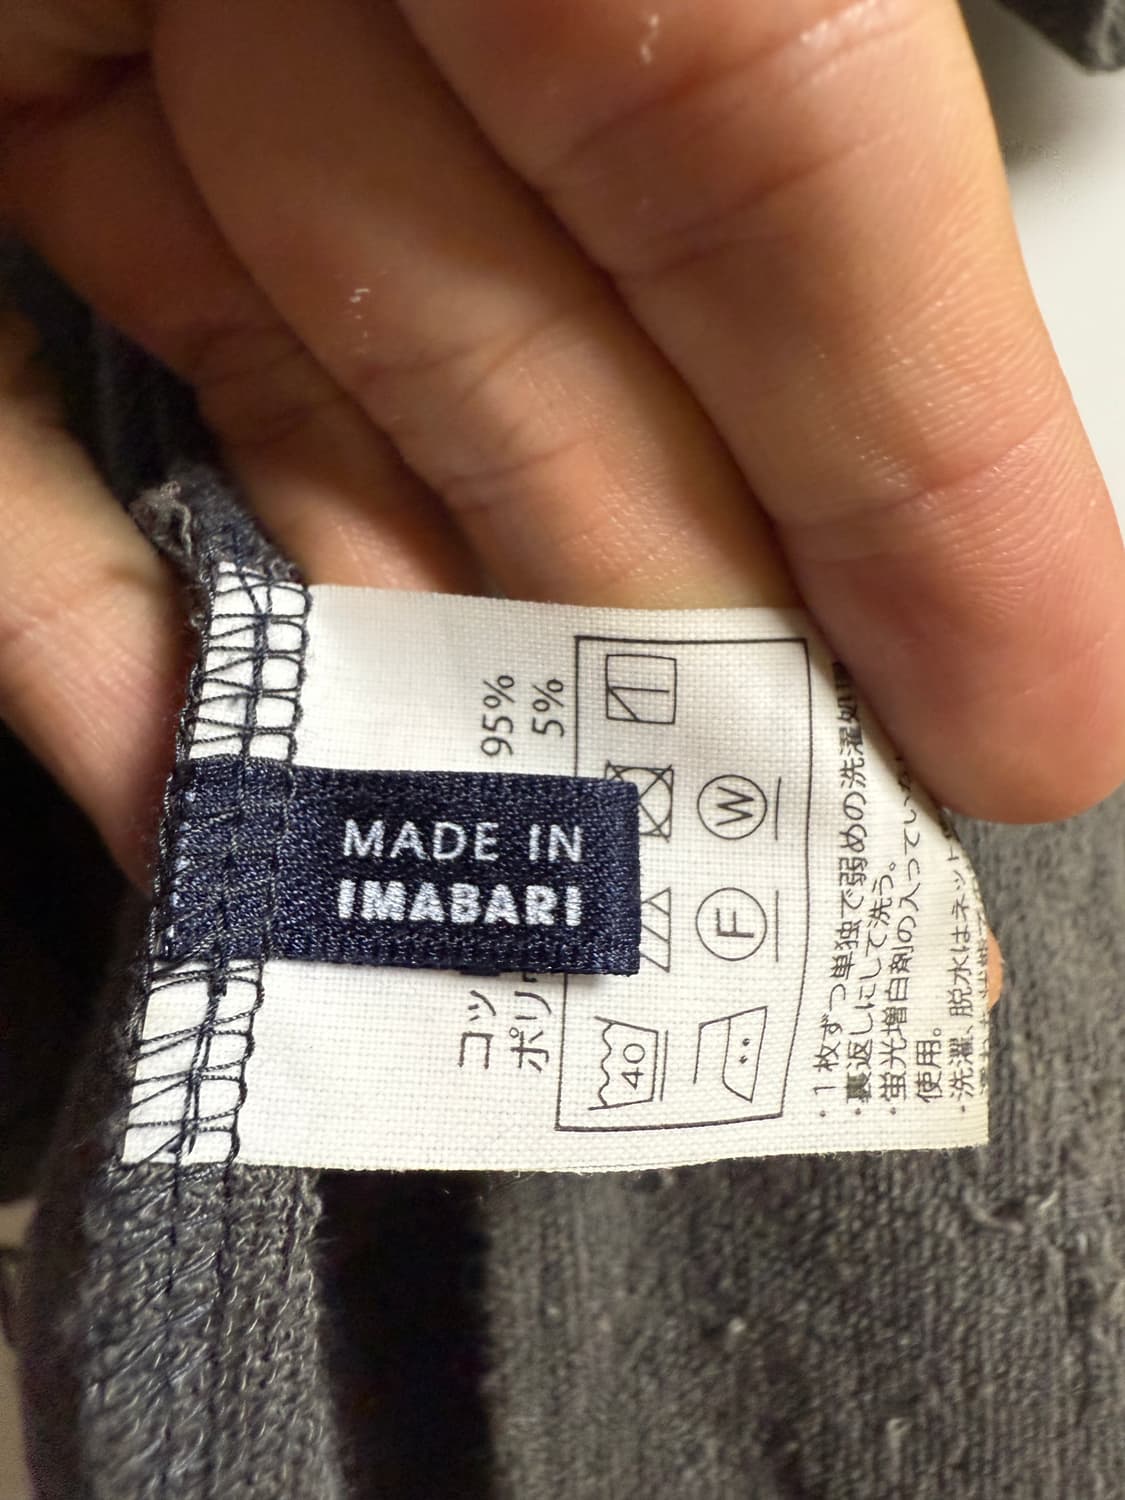 MADE IN
IMABARI
コッ 95%
ポリ 5%
40
W
F
・１枚ずつ単独で弱めの洗濯処理
・裏返しにして洗う。
・蛍光増白剤の入ってい
使用。
・洗濯、脱水はネット